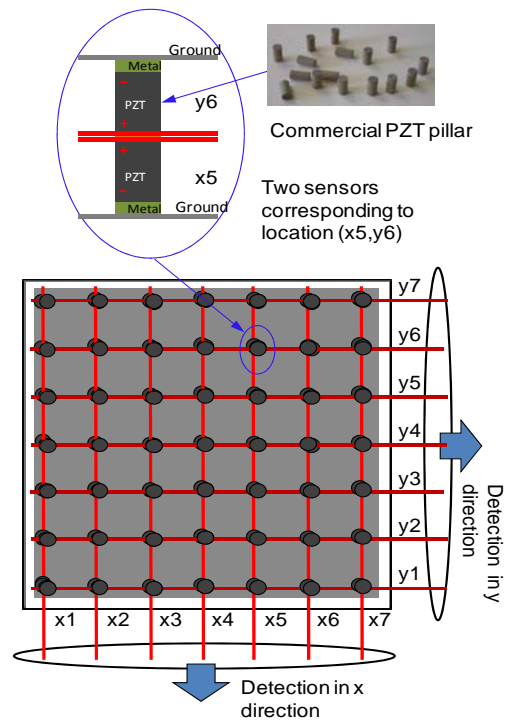 Ground
Metal
−
PZT
y6
+
+
PZT
x5
−
Metal
Ground
Commercial PZT pillar
Two sensors
corresponding to
location (x5,y6)
y7
y6
y5
y4
y3
y2
y1
x1 x2 x3 x4 x5 x6 x7
Detection in y
direction
Detection in x
direction